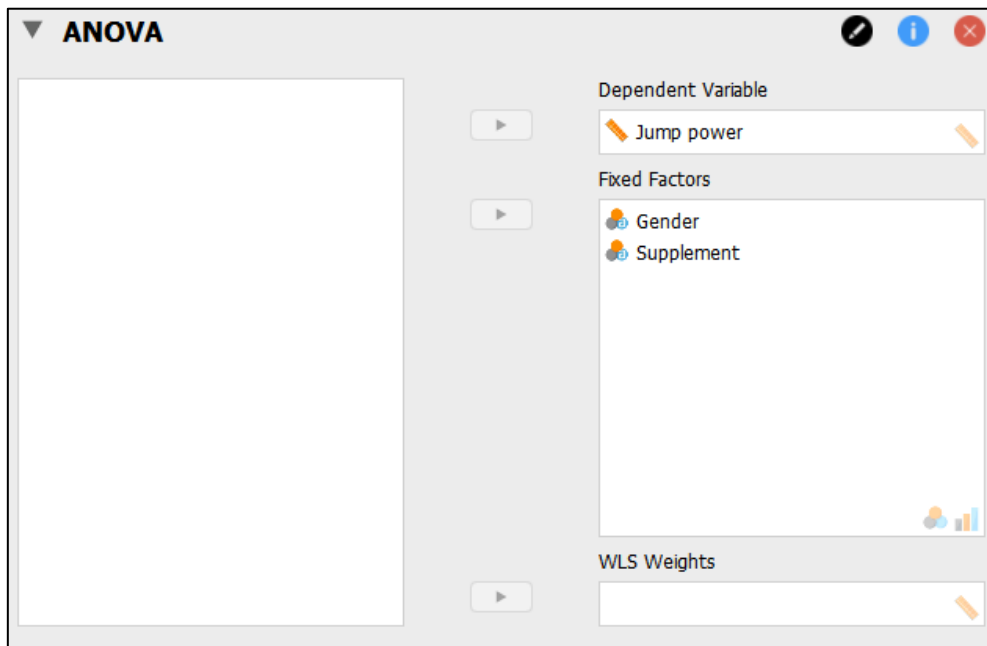 ANOVA
Dependent Variable
Jump power
Fixed Factors
Gender
Supplement
WLS Weights